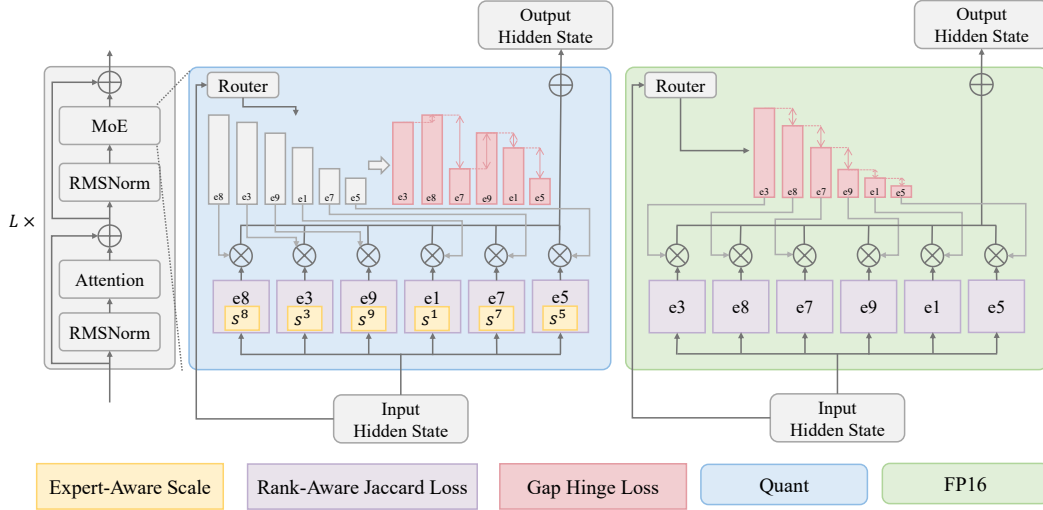 Output
Hidden State
Output
Hidden State
Router
Router
MoE
RMSNorm
L ×
Attention
RMSNorm
e8
e3
e9
e1
e7
e5
e3
e8
e7
e9
e1
e5
e3
e8
e7
e9
e1
e5
e8
e3
e9
e1
e7
e5
s⁸
s³
s⁹
s¹
s⁷
s⁵
e3
e8
e7
e9
e1
e5
Input
Hidden State
Input
Hidden State
Expert-Aware Scale
Rank-Aware Jaccard Loss
Gap Hinge Loss
Quant
FP16